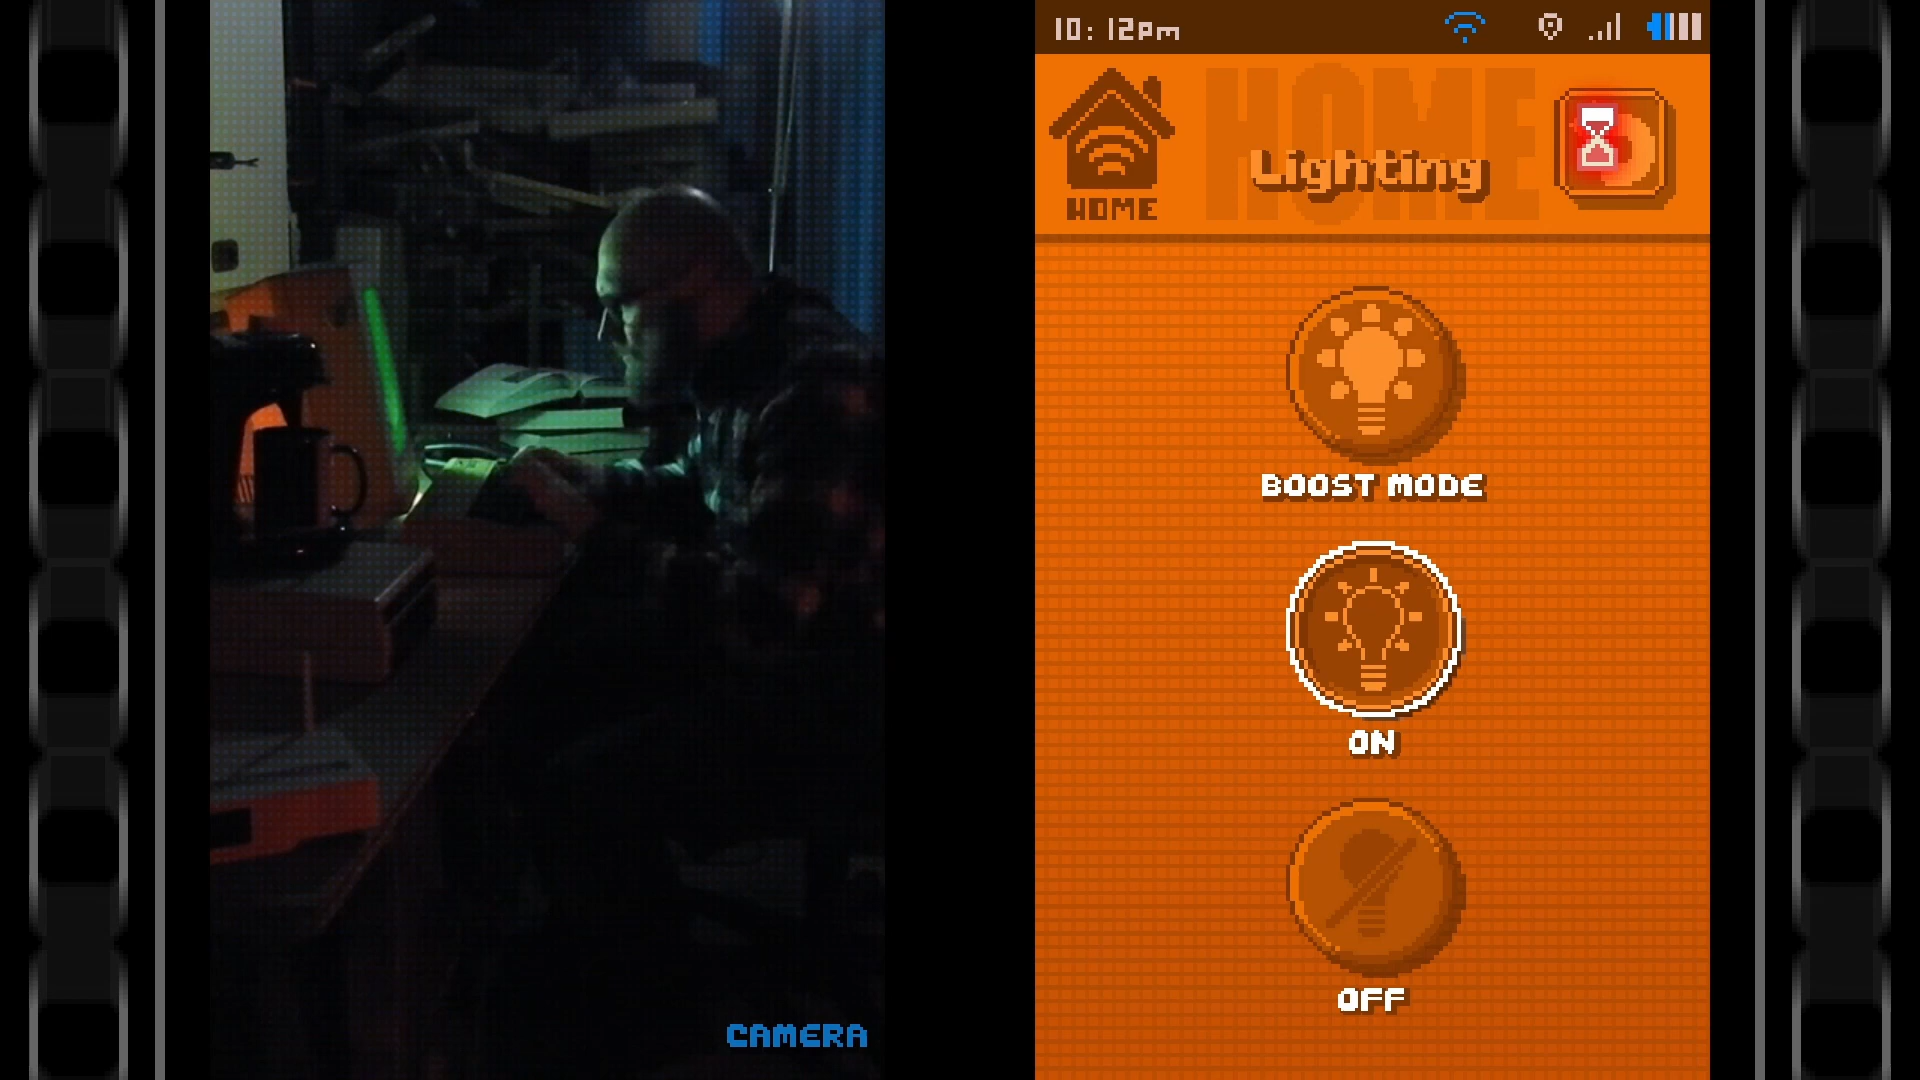 10:12pm
HOME
Lighting
HOME
BOOST MODE
ON
OFF
CAMERA